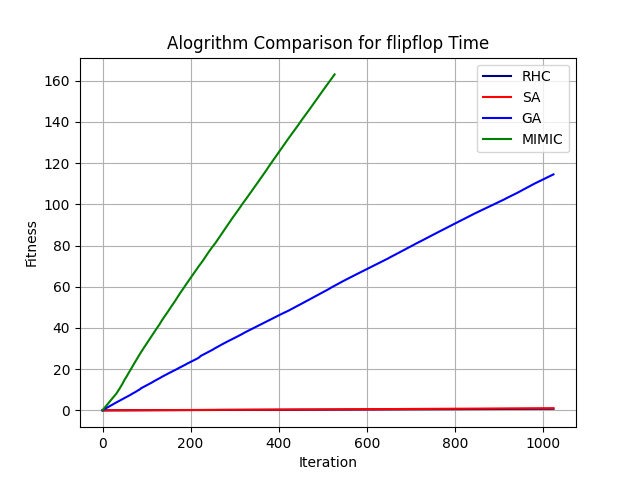 Alogrithm Comparison for flipflop Time
RHC
SA
GA
MIMIC
Fitness
160
140
120
100
80
60
40
20
0
0 200 400 600 800 1000
Iteration